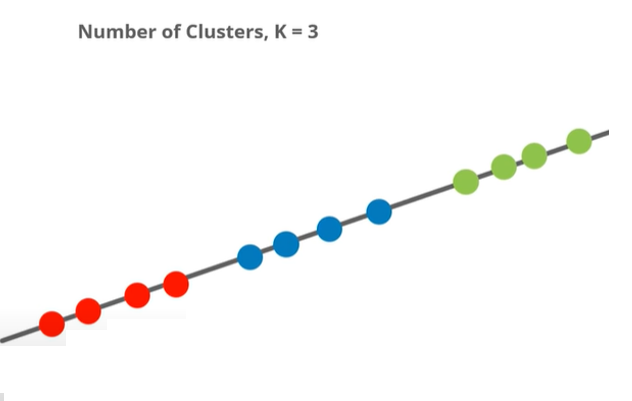 Number of Clusters, K = 3